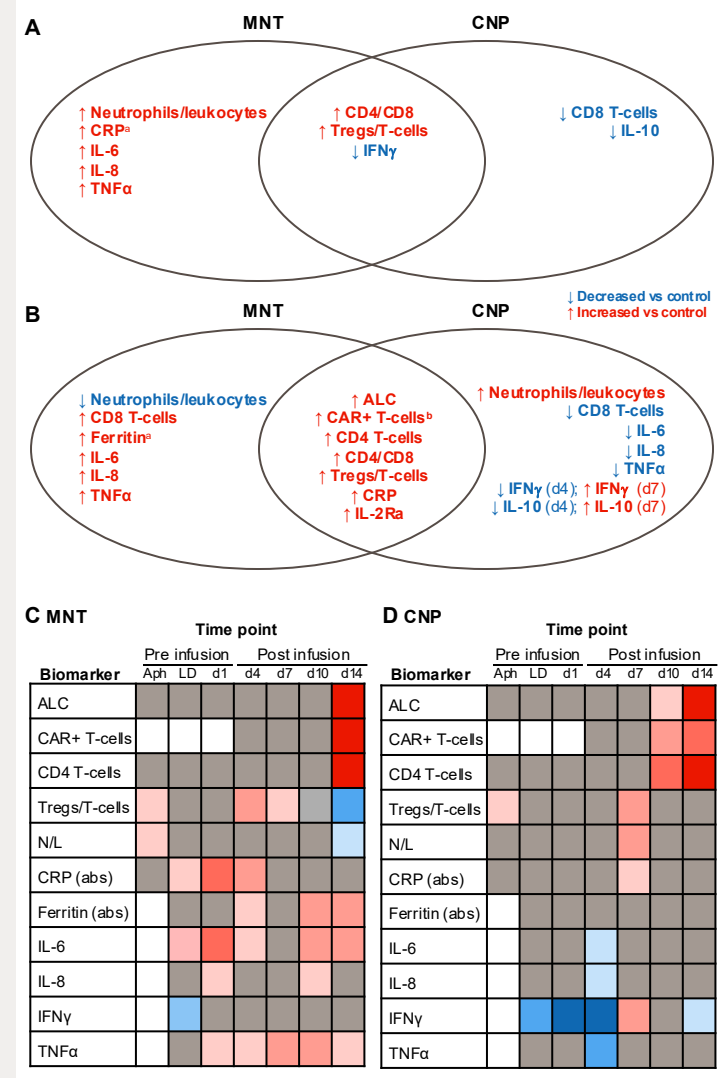 A
MNT CNP
↑ Neutrophils/leukocytes
↑ CRPᵃ
↑ IL-6
↑ IL-8
↑ TNFα
↑ CD4/CD8
↑ Tregs/T-cells
↓ IFNγ
↓ CD8 T-cells
↓ IL-10
↓ Decreased vs control
↑ Increased vs control
B
MNT CNP
↓ Neutrophils/leukocytes
↑ CD8 T-cells
↑ Ferritinᵃ
↑ IL-6
↑ IL-8
↑ TNFα
↑ ALC
↑ CAR+ T-cellsᵇ
↑ CD4 T-cells
↑ CD4/CD8
↑ Tregs/T-cells
↑ CRP
↑ IL-2Ra
↑ Neutrophils/leukocytes
↓ CD8 T-cells
↓ IL-6
↓ IL-8
↓ TNFα
↓ IFNγ (d4); ↑ IFNγ (d7)
↓ IL-10 (d4); ↑ IL-10 (d7)
C MNT
Time point
Pre infusion Post infusion
Biomarker Aph LD d1 d4 d7 d10 d14
ALC
CAR+ T-cells
CD4 T-cells
Tregs/T-cells
N/L
CRP (abs)
Ferritin (abs)
IL-6
IL-8
IFNγ
TNFα
D CNP
Time point
Pre infusion Post infusion
Biomarker Aph LD d1 d4 d7 d10 d14
ALC
CAR+ T-cells
CD4 T-cells
Tregs/T-cells
N/L
CRP (abs)
Ferritin (abs)
IL-6
IL-8
IFNγ
TNFα